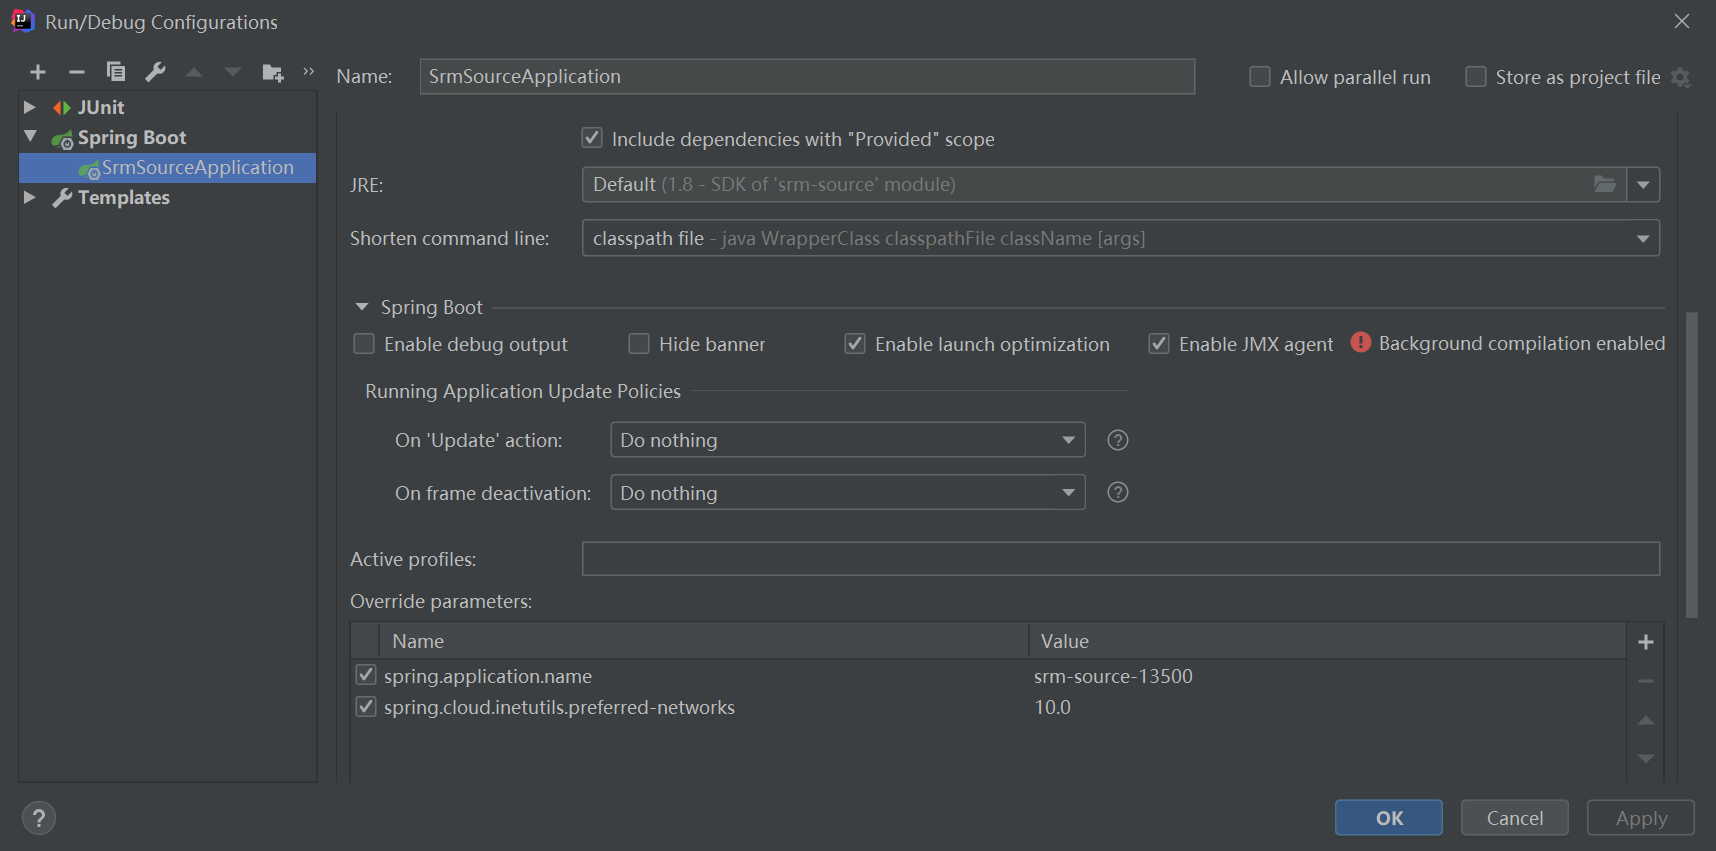 Run/Debug Configurations
Name: SrmSourceApplication Allow parallel run Store as project file
JUnit
Spring Boot
SrmSourceApplication
Templates
Include dependencies with "Provided" scope
JRE: Default (1.8 - SDK of 'srm-source' module)
Shorten command line: classpath file - java WrapperClass classpathFile className [args]
Spring Boot
Enable debug output Hide banner Enable launch optimization Enable JMX agent Background compilation enabled
Running Application Update Policies
On 'Update' action: Do nothing
On frame deactivation: Do nothing
Active profiles:
Override parameters:
Name Value
spring.application.name srm-source-13500
spring.cloud.inetutils.preferred-networks 10.0
OK Cancel Apply